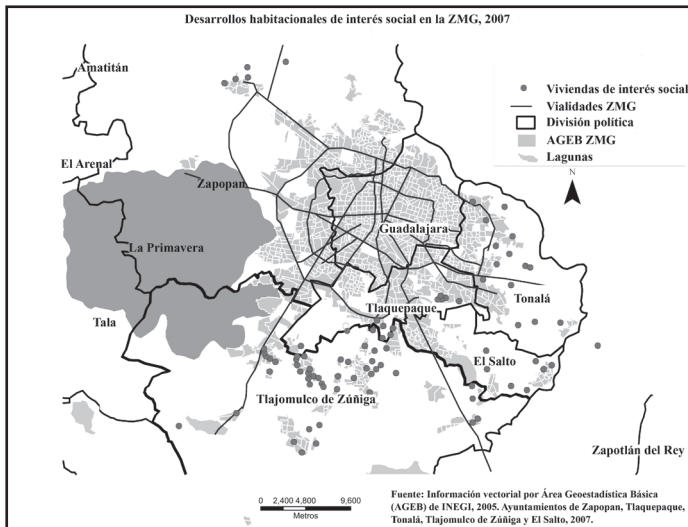 Desarrollos habitacionales de interés social en la ZMG, 2007
Amatitán
Viviendas de interés social
Vialidades ZMG
División política
AGEB ZMG
Lagunas
N
El Arenal
Zapopan
Guadalajara
La Primavera
Tonalá
Tlaquepaque
Tala
El Salto
Tlajomulco de Zúñiga
Zapotlán del Rey
0 2,400 4,800 9,600
Metros
Fuente: Información vectorial por Área Geoestadística Básica
(AGEB) de INEGI, 2005. Ayuntamientos de Zapopan, Tlaquepaque,
Tonalá, Tlajomulco de Zúñiga y El Salto, 2007.